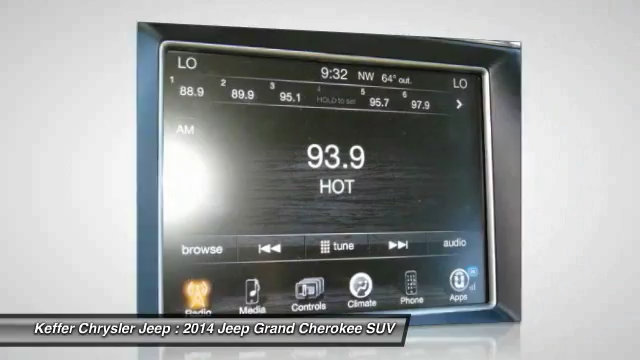 LO 9:32 NW 64° out. LO
1 88.9 2 89.9 3 95.1 4 HOLD to set 5 95.7 6 97.9 >
AM
93.9
HOT
browse tune audio
Radio Media Controls Climate Phone Apps
Keffer Chrysler Jeep : 2014 Jeep Grand Cherokee SUV